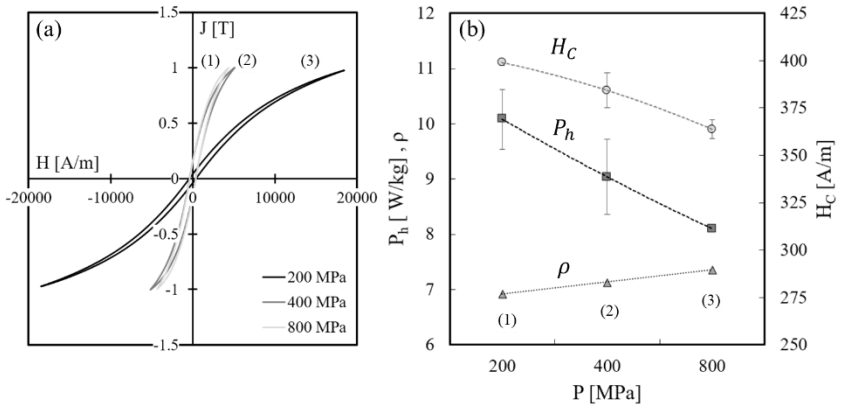 (a)
J [T]
1.5
(1) (2) (3)
1
0.5
H [A/m]
0
-20000 -10000 0 10000 20000
-0.5
-1
-1.5
200 MPa
400 MPa
800 MPa
(b)
12
11
10
9
8
7
6
P_h [ W/kg] , ρ
425
400
375
350
325
300
275
250
H_C [A/m]
H_C
P_h
ρ
(1) (2) (3)
200 400 800
P [MPa]